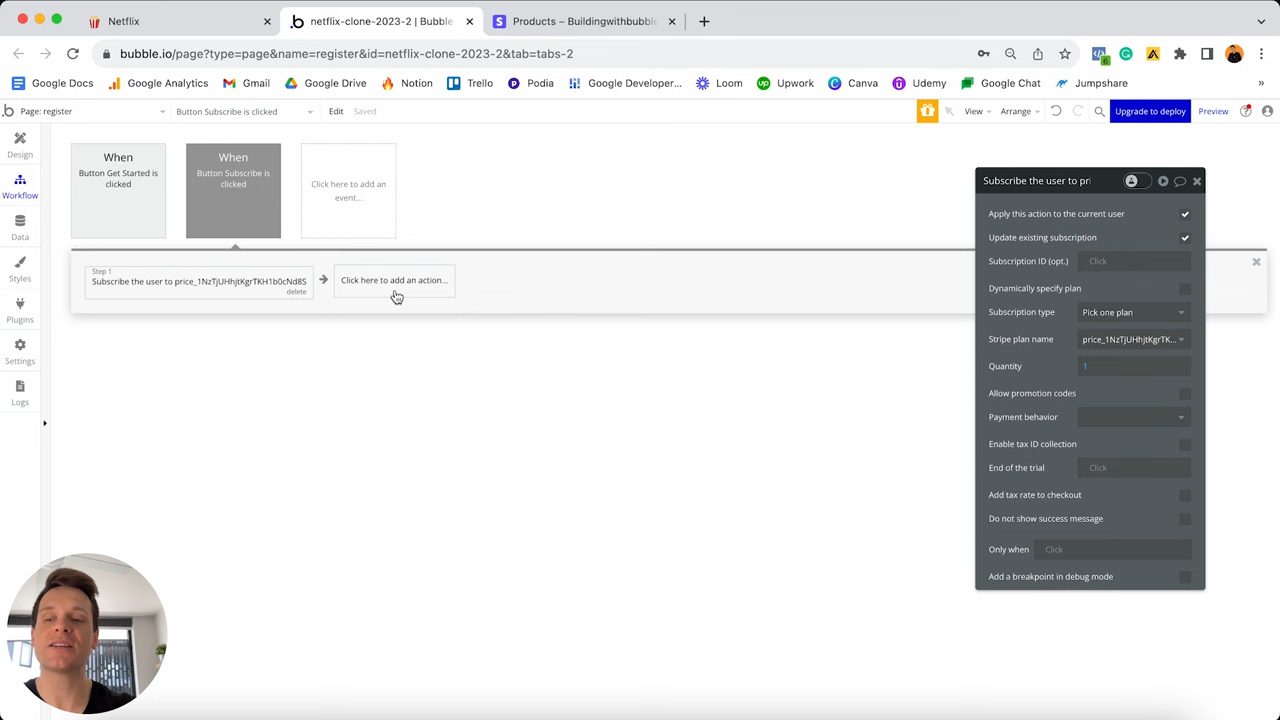 Netflix
netflix-clone-2023-2 | Bubble
Products – Buildingwithbubble
bubble.io/page?type=page&name=register&id=netflix-clone-2023-2&tab=tabs-2
6
Google Docs
Google Analytics
Gmail
Google Drive
Notion
Trello
Podia
Google Developer...
Loom
Upwork
Canva
Udemy
Google Chat
Jumpshare
Page: register
Button Subscribe is clicked
Edit
Saved
View
Arrange
Upgrade to deploy
Preview
Design
Workflow
Data
Styles
Plugins
Settings
Logs
When
Button Get Started is
clicked
When
Button Subscribe is
clicked
Click here to add an
event...
Step 1
Subscribe the user to price_1NzTjUHhjtKgrTKH1b0cNd8S
delete
Click here to add an action...
Subscribe the user to pri
Apply this action to the current user
Update existing subscription
Subscription ID (opt.)
Click
Dynamically specify plan
Subscription type
Pick one plan
Stripe plan name
price_1NzTjUHhjtKgrTK...
Quantity
1
Allow promotion codes
Payment behavior
Enable tax ID collection
End of the trial
Click
Add tax rate to checkout
Do not show success message
Only when
Click
Add a breakpoint in debug mode